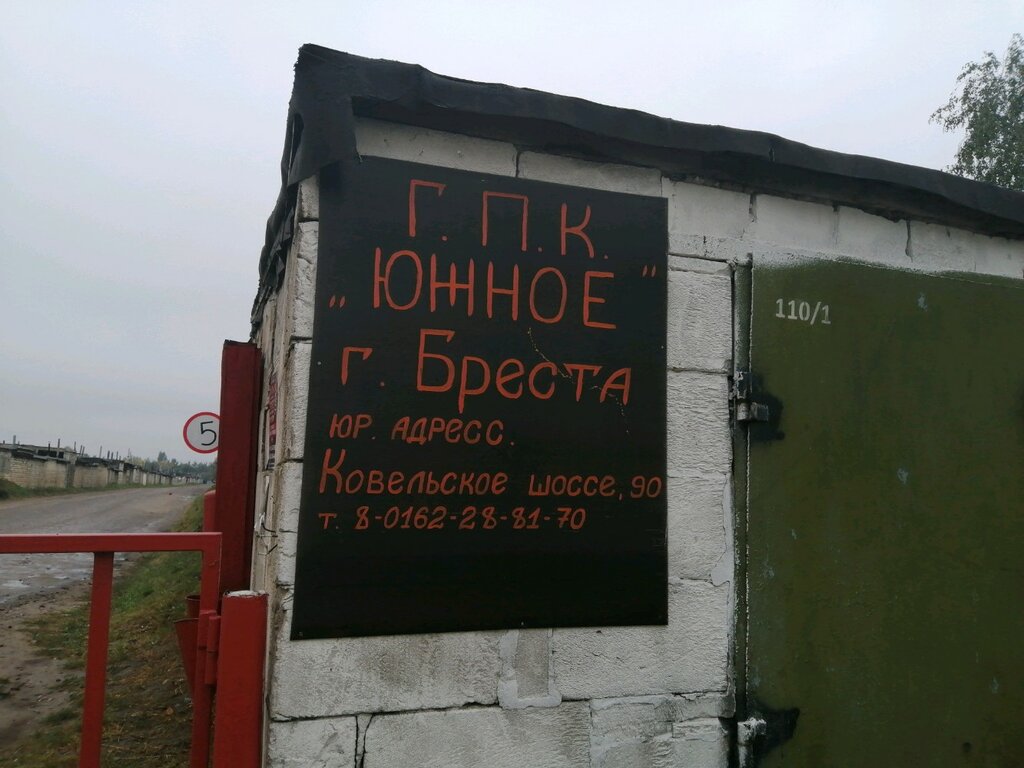 Г. П. К.
„ ЮЖНОЕ "
г. Бреста
юр. адресс.
Ковельское шоссе, 90
т. 8-0162-28-81-70
110/1
5